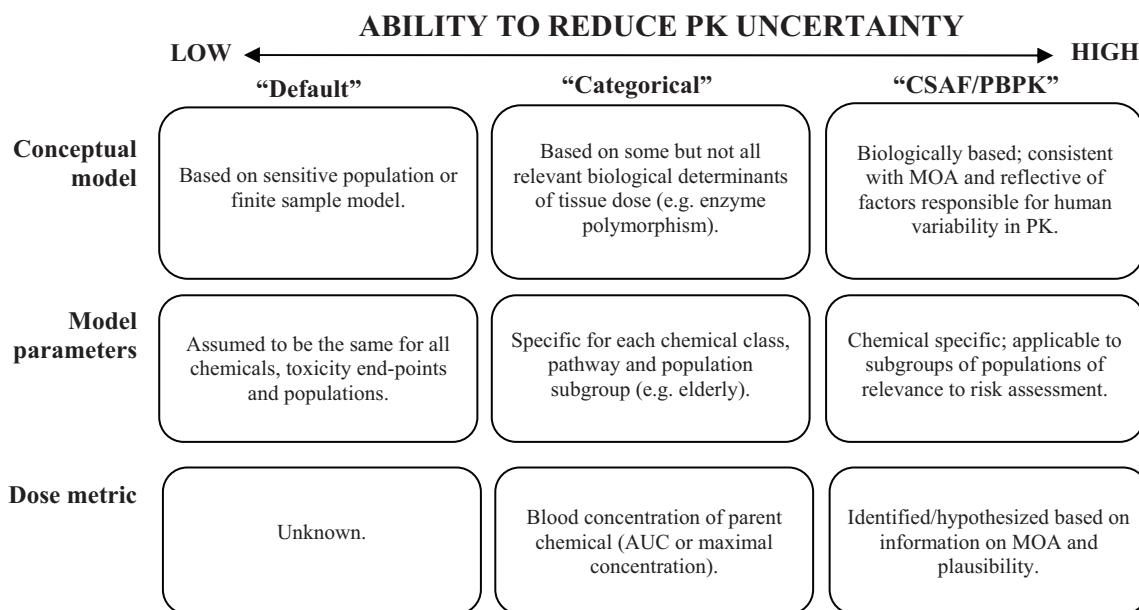 ABILITY TO REDUCE PK UNCERTAINTY
LOW
HIGH
“Default”
“Categorical”
“CSAF/PBPK”
Conceptual
model
Based on sensitive population or
finite sample model.
Based on some but not all
relevant biological determinants
of tissue dose (e.g. enzyme
polymorphism).
Biologically based; consistent
with MOA and reflective of
factors responsible for human
variability in PK.
Model
parameters
Assumed to be the same for all
chemicals, toxicity end-points
and populations.
Specific for each chemical class,
pathway and population
subgroup (e.g. elderly).
Chemical specific; applicable to
subgroups of populations of
relevance to risk assessment.
Dose metric
Unknown.
Blood concentration of parent
chemical (AUC or maximal
concentration).
Identified/hypothesized based on
information on MOA and
plausibility.